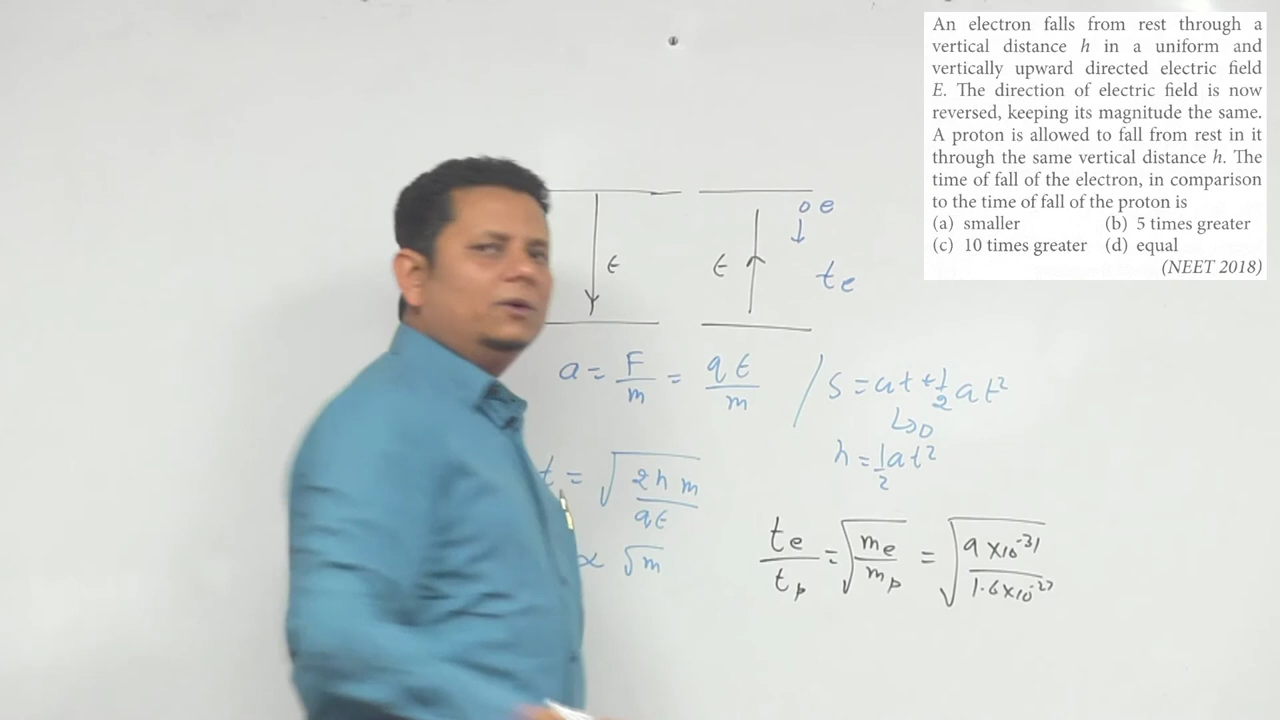 An electron falls from rest through a
vertical distance h in a uniform and
vertically upward directed electric field
E. The direction of electric field is now
reversed, keeping its magnitude the same.
A proton is allowed to fall from rest in it
through the same vertical distance h. The
time of fall of the electron, in comparison
to the time of fall of the proton is
(a) smaller (b) 5 times greater
(c) 10 times greater (d) equal
(NEET 2018)
e
E E te
a = F/m = qE/m
S = ut + 1/2 at²
↳0
h = 1/2 at²
t = √(2hm/qE)
∝ √m
te/tp = √(me/mp) = √(9×10⁻³¹/1.6×10⁻²⁷)